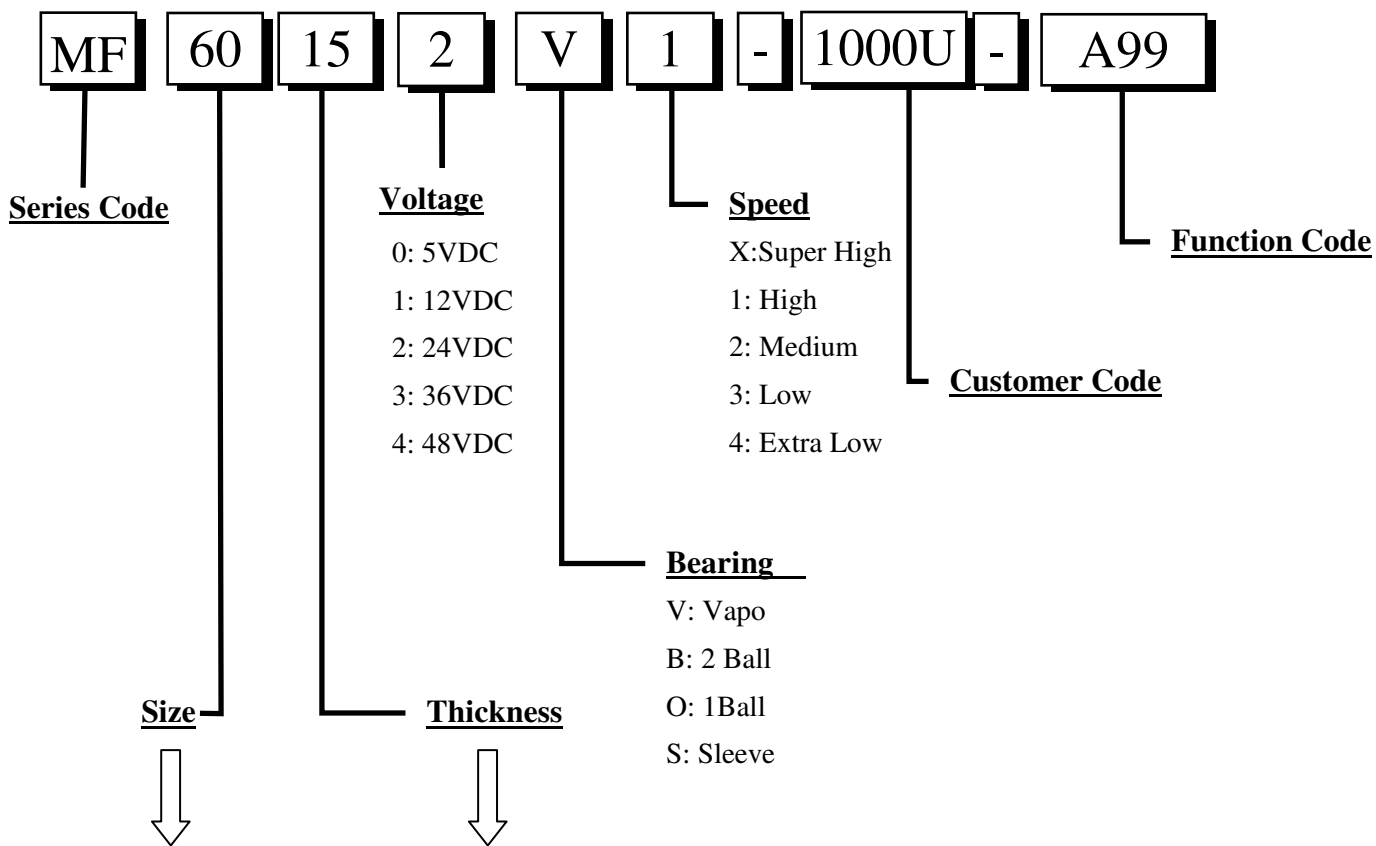 MF 60 15 2 V 1 - 1000U - A99
Series Code
Voltage
0: 5VDC
1: 12VDC
2: 24VDC
3: 36VDC
4: 48VDC
Speed
X:Super High
1: High
2: Medium
3: Low
4: Extra Low
Function Code
Customer Code
Bearing
V: Vapo
B: 2 Ball
O: 1Ball
S: Sleeve
Size
Thickness